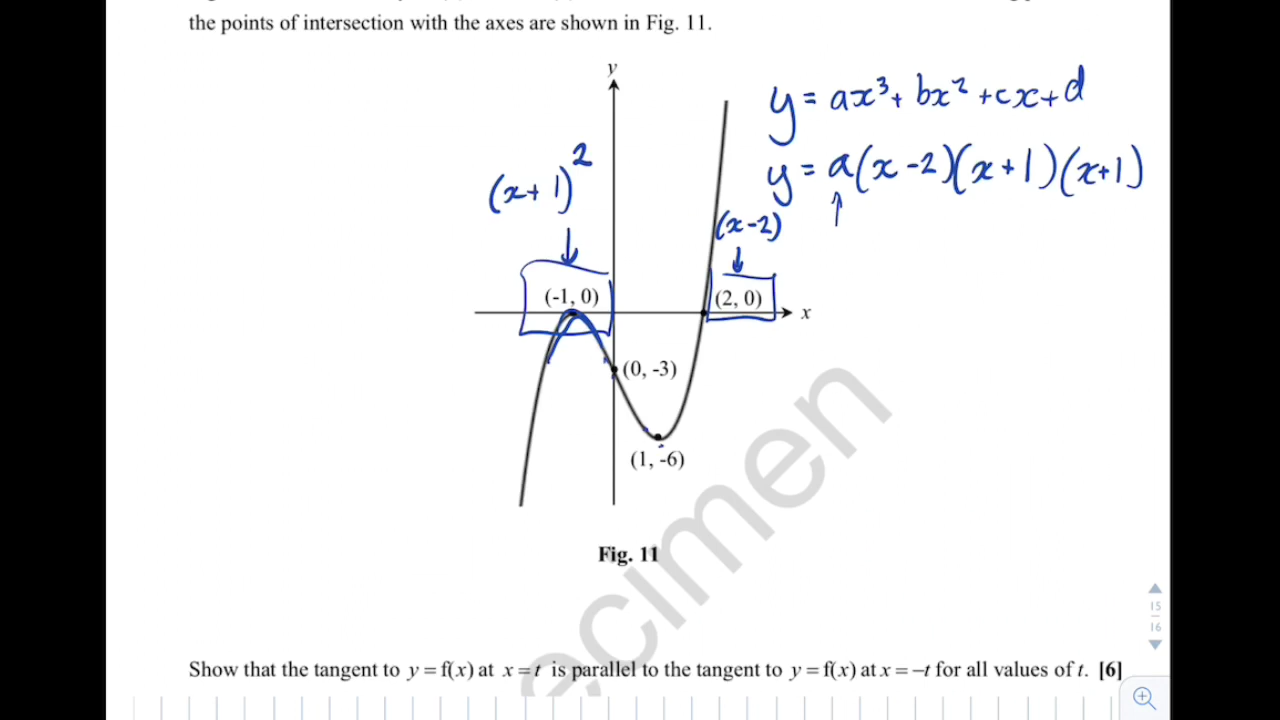 the points of intersection with the axes are shown in Fig. 11.
y
y = ax³ + bx² + cx + d
y = a(x - 2)(x + 1)(x + 1)
↑
(x + 1)²
↓
(x - 2)
↓
(-1, 0)
(2, 0)
x
(0, -3)
(1, -6)
Fig. 11
ecimen
15
16
Show that the tangent to y = f(x) at x = t is parallel to the tangent to y = f(x) at x = –t for all values of t. [6]